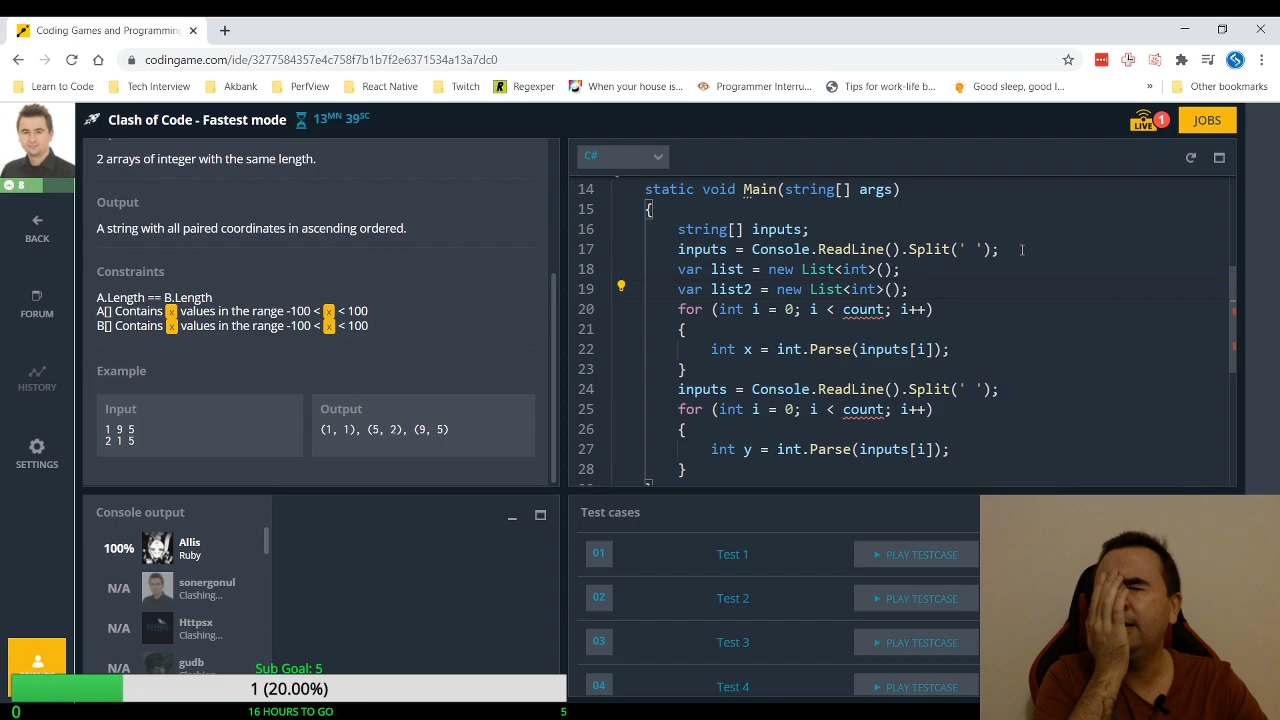 Coding Games and Programming
codingame.com/ide/3277584357e4c758f7b1b7f2e6371534a13a7dc0
Learn to Code
Tech Interview
Akbank
PerfView
React Native
Twitch
Regexper
When your house is...
Programmer Interru...
Tips for work-life b...
Good sleep, good l...
»
Other bookmarks
8
BACK
FORUM
HISTORY
SETTINGS
Clash of Code - Fastest mode
13MN 39SC
LIVE
1
JOBS
2 arrays of integer with the same length.
Output
A string with all paired coordinates in ascending ordered.
Constraints
A.Length == B.Length
A[] Contains x values in the range -100 < x < 100
B[] Contains x values in the range -100 < x < 100
Example
Input
1 9 5
2 1 5
Output
(1, 1), (5, 2), (9, 5)
C#
14 static void Main(string[] args)
15 {
16 string[] inputs;
17 inputs = Console.ReadLine().Split(' ');
18 var list = new List<int>();
19 var list2 = new List<int>();
20 for (int i = 0; i < count; i++)
21 {
22 int x = int.Parse(inputs[i]);
23 }
24 inputs = Console.ReadLine().Split(' ');
25 for (int i = 0; i < count; i++)
26 {
27 int y = int.Parse(inputs[i]);
28 }
Console output
100%
Allis
Ruby
N/A
sonergonul
Clashing...
N/A
Httpsx
Clashing...
N/A
gudb
Clashing...
Test cases
01 Test 1 PLAY TESTCASE
02 Test 2 PLAY TESTCASE
03 Test 3 PLAY TESTCASE
04 Test 4 PLAY TESTCASE
Sub Goal: 5
1 (20.00%)
0
16 HOURS TO GO
5